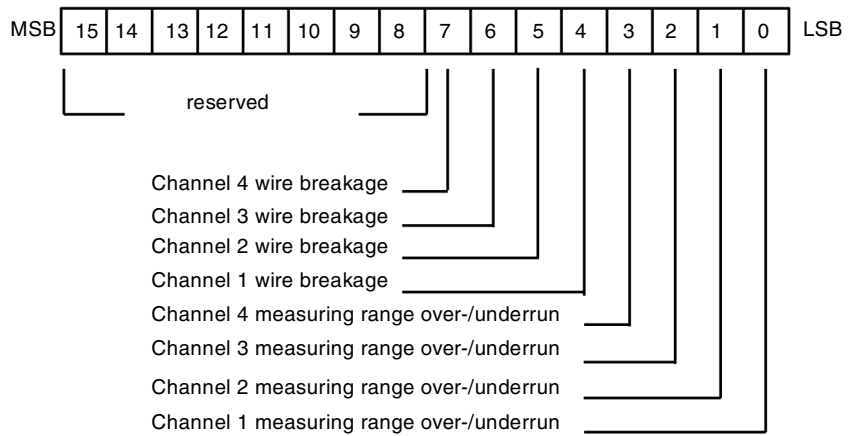 MSB 15 14 13 12 11 10 9 8 7 6 5 4 3 2 1 0 LSB
reserved
Channel 4 wire breakage
Channel 3 wire breakage
Channel 2 wire breakage
Channel 1 wire breakage
Channel 4 measuring range over-/underrun
Channel 3 measuring range over-/underrun
Channel 2 measuring range over-/underrun
Channel 1 measuring range over-/underrun